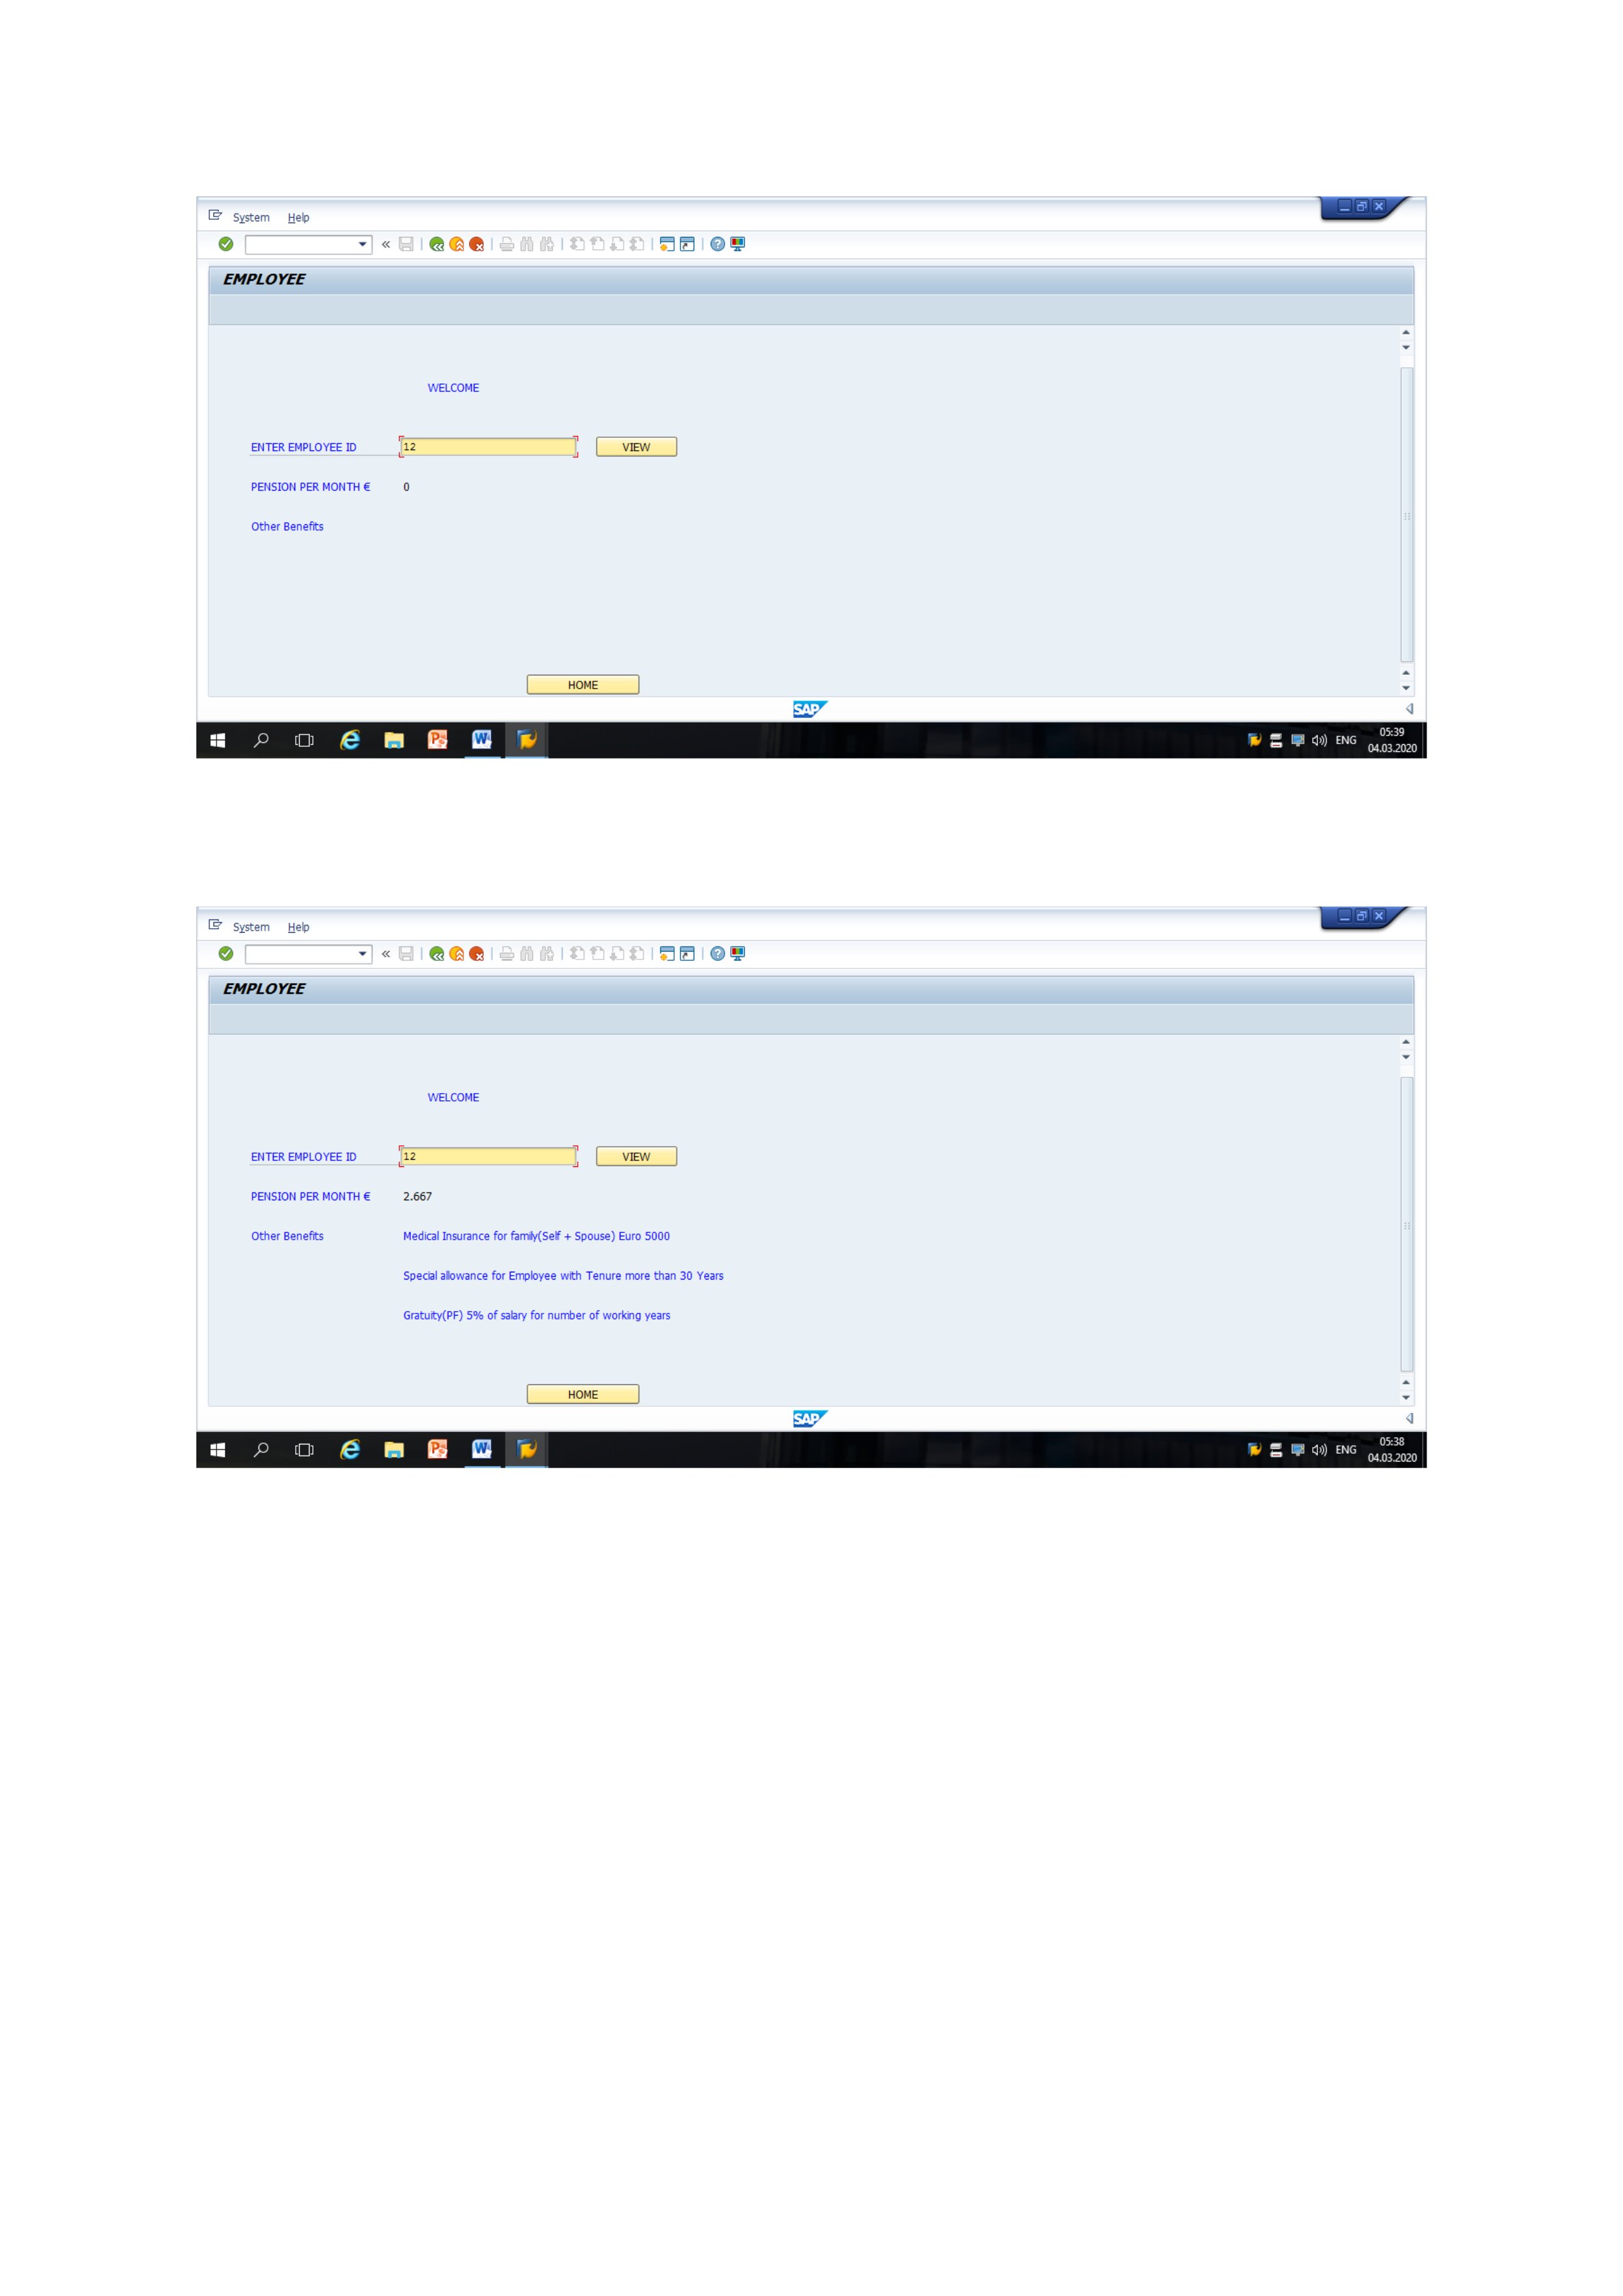 System Help
EMPLOYEE
WELCOME
ENTER EMPLOYEE ID 12 VIEW
PENSION PER MONTH € 0
Other Benefits
HOME
SAP
ENG 05:39
04.03.2020
System Help
EMPLOYEE
WELCOME
ENTER EMPLOYEE ID 12 VIEW
PENSION PER MONTH € 2.667
Other Benefits Medical Insurance for family(Self + Spouse) Euro 5000
Special allowance for Employee with Tenure more than 30 Years
Gratuity(PF) 5% of salary for number of working years
HOME
SAP
ENG 05:38
04.03.2020